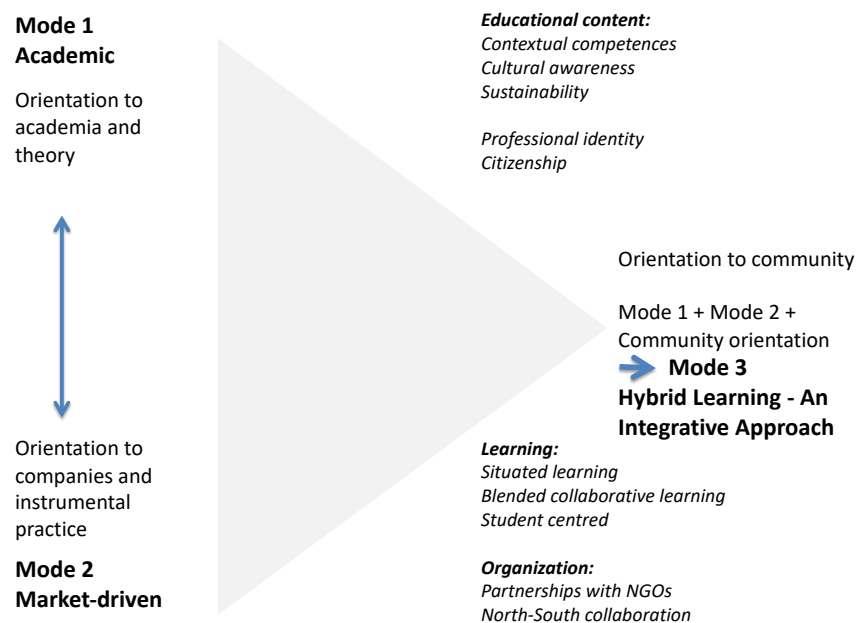 Mode 1
Academic
Orientation to
academia and
theory
Orientation to
companies and
instrumental
practice
Mode 2
Market-driven
Educational content:
Contextual competences
Cultural awareness
Sustainability
Professional identity
Citizenship
Orientation to community
Mode 1 + Mode 2 +
Community orientation
Mode 3
Hybrid Learning - An
Integrative Approach
Learning:
Situated learning
Blended collaborative learning
Student centred
Organization:
Partnerships with NGOs
North-South collaboration